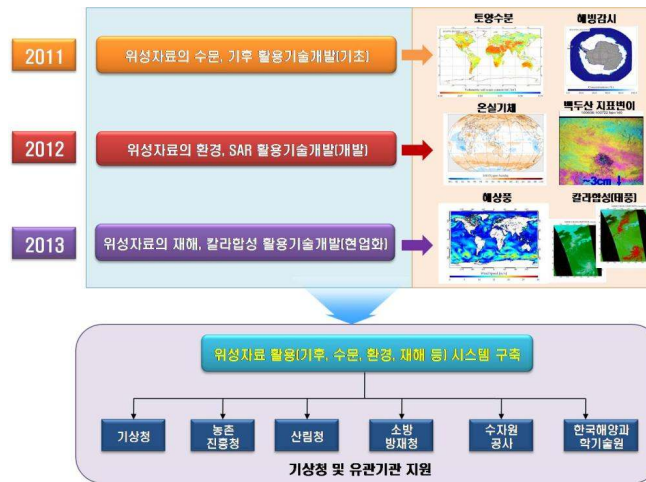 2011
위성자료의 수문, 기후 활용기술개발(기초)
토양수분
해빙감시
2012
위성자료의 환경, SAR 활용기술개발(개발)
온실기체
백두산 지표변이
~3cm
2013
위성자료의 재해, 칼라합성 활용기술개발(현업화)
해상풍
칼라합성(태풍)
위성자료 활용(기후, 수문, 환경, 재해 등) 시스템 구축
기상청
농촌
진흥청
산림청
소방
방재청
수자원
공사
한국해양과
학기술원
기상청 및 유관기관 지원